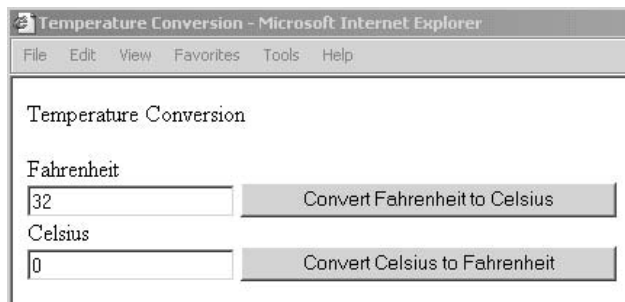 Temperature Conversion - Microsoft Internet Explorer
File Edit View Favorites Tools Help
Temperature Conversion
Fahrenheit
32 Convert Fahrenheit to Celsius
Celsius
0 Convert Celsius to Fahrenheit